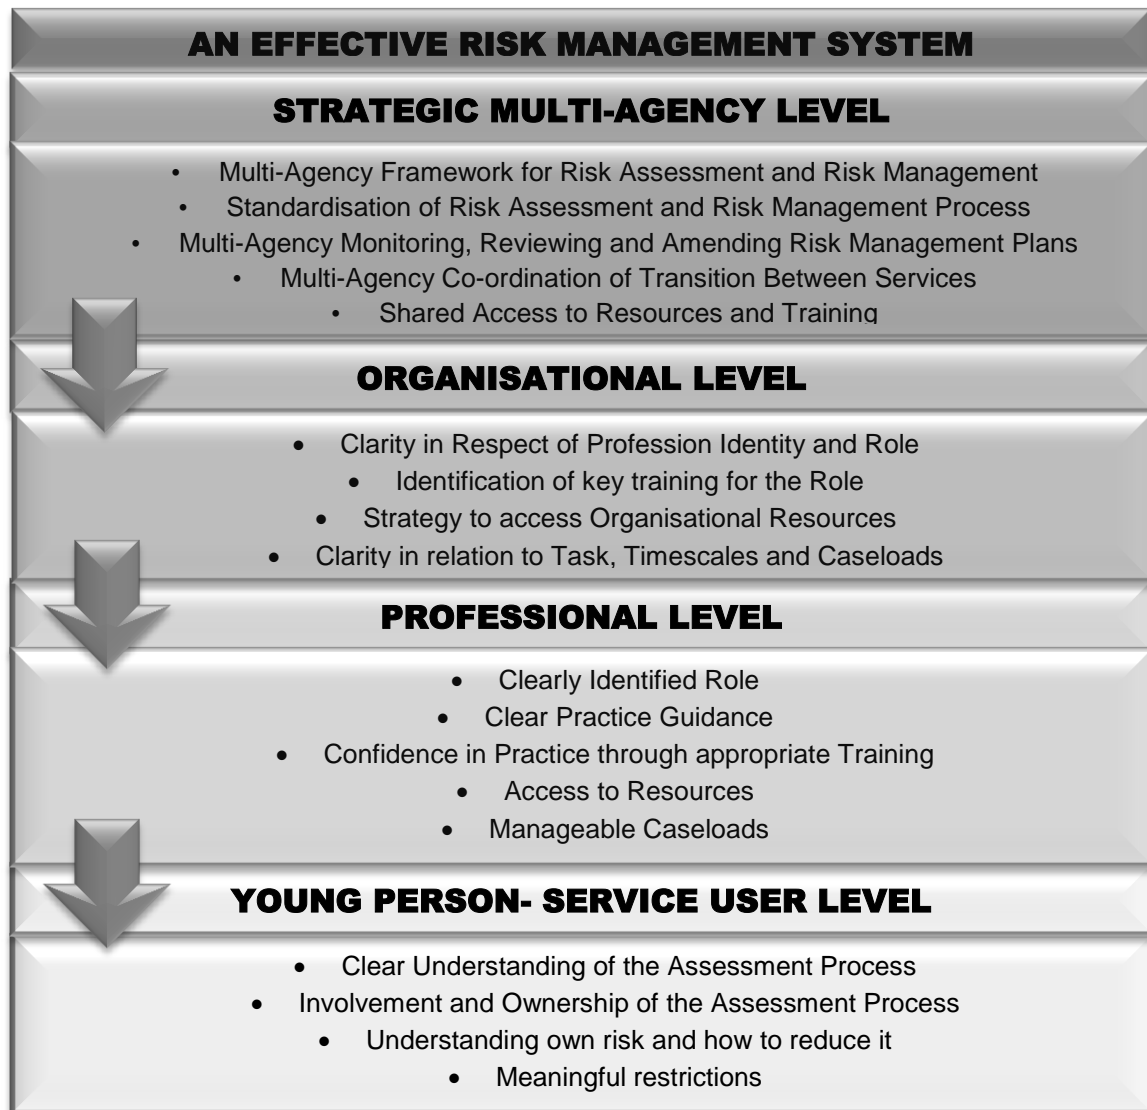 AN EFFECTIVE RISK MANAGEMENT SYSTEM
STRATEGIC MULTI-AGENCY LEVEL
• Multi-Agency Framework for Risk Assessment and Risk Management
• Standardisation of Risk Assessment and Risk Management Process
• Multi-Agency Monitoring, Reviewing and Amending Risk Management Plans
• Multi-Agency Co-ordination of Transition Between Services
• Shared Access to Resources and Training
ORGANISATIONAL LEVEL
• Clarity in Respect of Profession Identity and Role
• Identification of key training for the Role
• Strategy to access Organisational Resources
• Clarity in relation to Task, Timescales and Caseloads
PROFESSIONAL LEVEL
• Clearly Identified Role
• Clear Practice Guidance
• Confidence in Practice through appropriate Training
• Access to Resources
• Manageable Caseloads
YOUNG PERSON- SERVICE USER LEVEL
• Clear Understanding of the Assessment Process
• Involvement and Ownership of the Assessment Process
• Understanding own risk and how to reduce it
• Meaningful restrictions